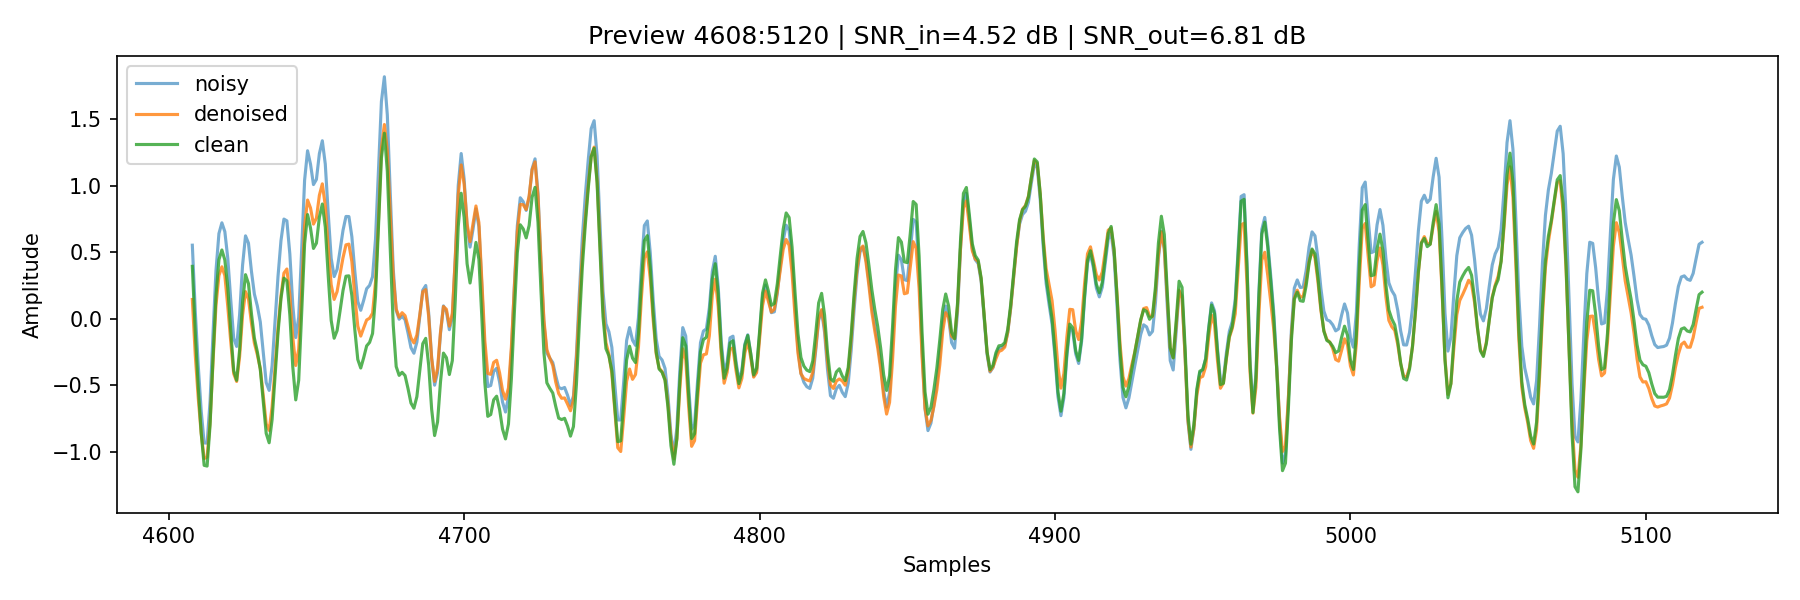 Preview 4608:5120 | SNR_in=4.52 dB | SNR_out=6.81 dB
noisy
denoised
clean
Amplitude
1.5
1.0
0.5
0.0
−0.5
−1.0
4600 4700 4800 4900 5000 5100
Samples